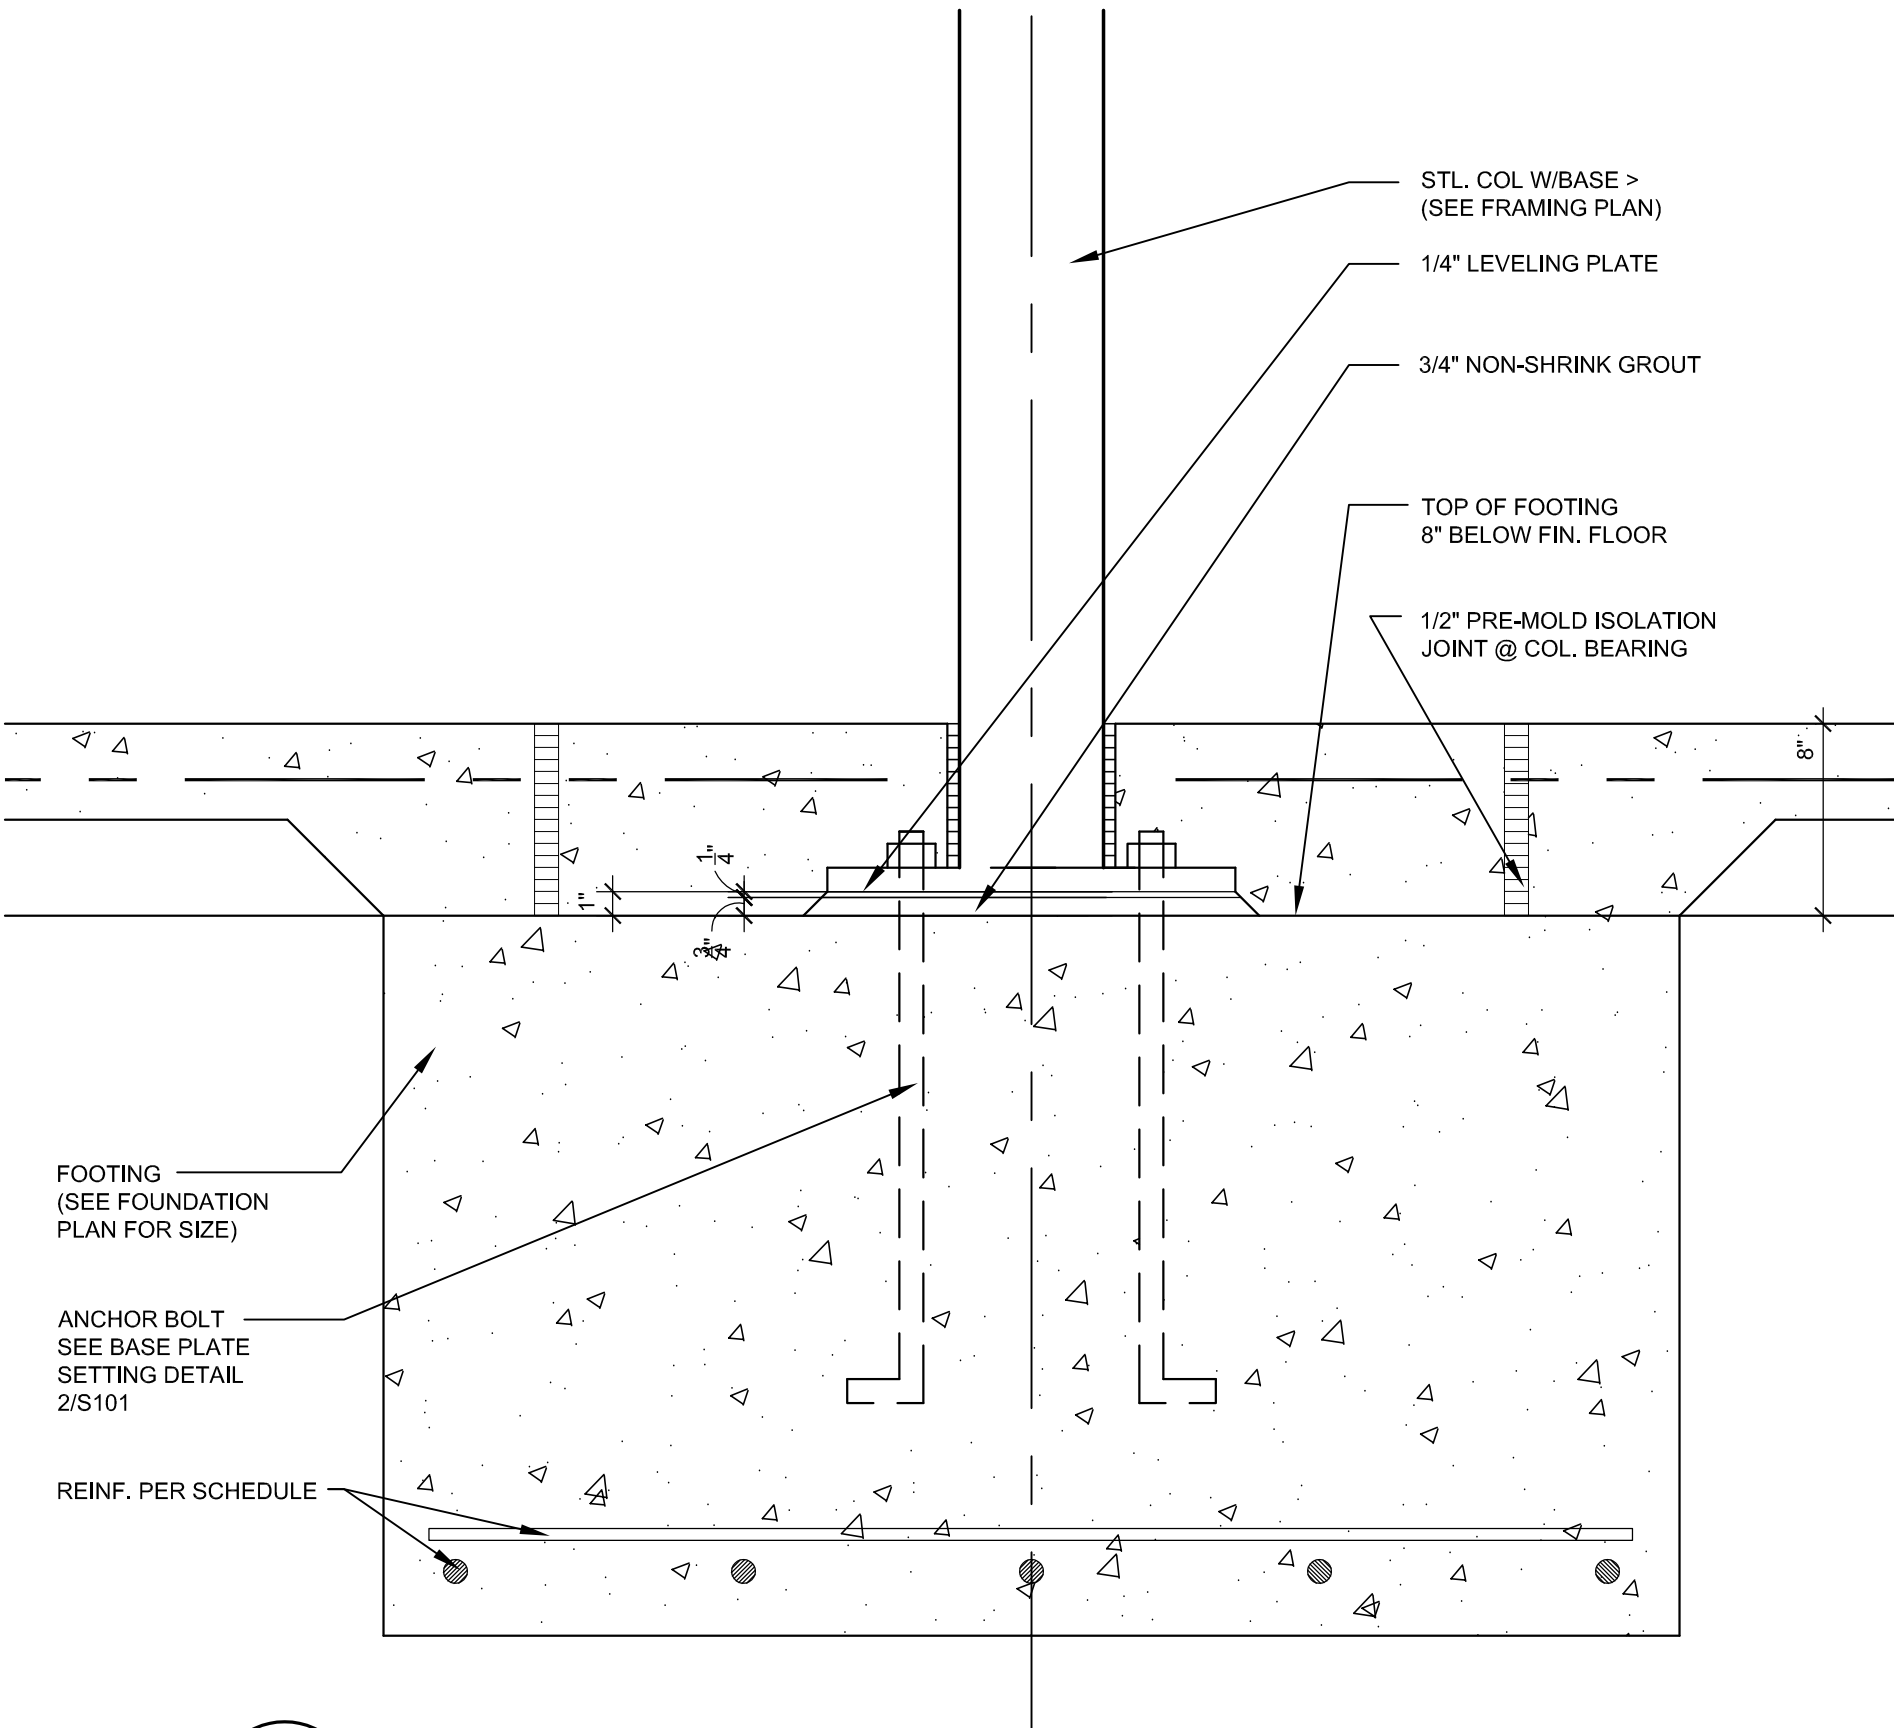 STL. COL W/BASE >
(SEE FRAMING PLAN)
1/4" LEVELING PLATE
3/4" NON-SHRINK GROUT
TOP OF FOOTING
8" BELOW FIN. FLOOR
1/2" PRE-MOLD ISOLATION
JOINT @ COL. BEARING
8"
1/4"
1"
3/4"
FOOTING
(SEE FOUNDATION
PLAN FOR SIZE)
ANCHOR BOLT
SEE BASE PLATE
SETTING DETAIL
2/S101
REINF. PER SCHEDULE